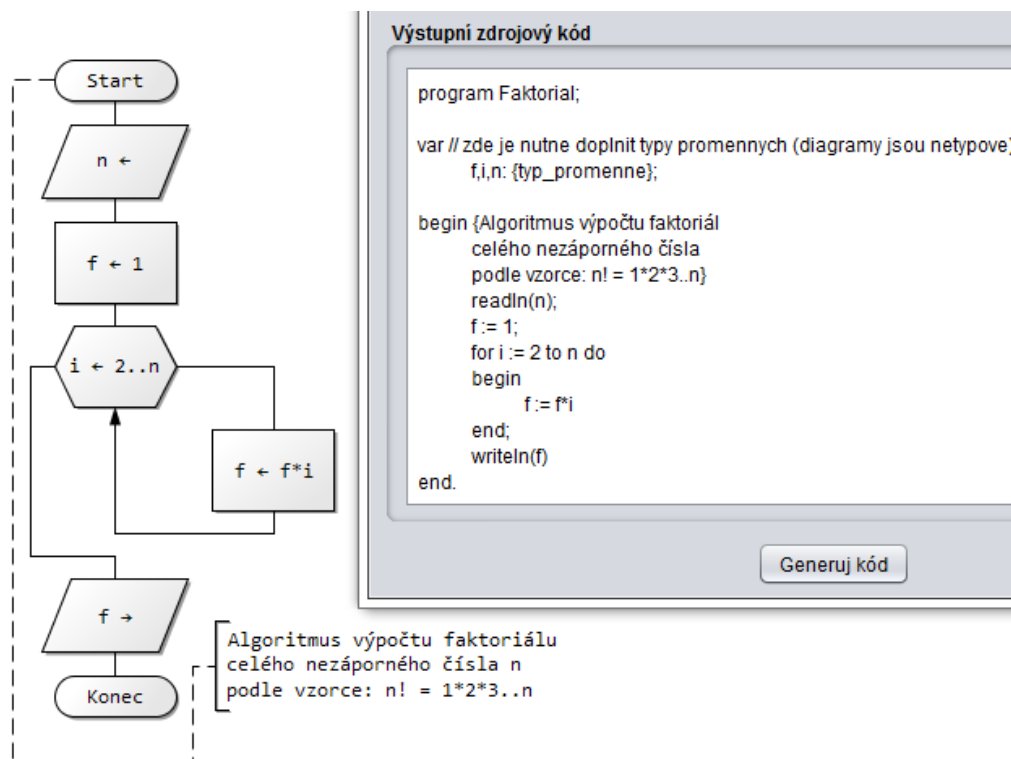 Start
n ←
f ← 1
i ← 2..n
f ← f*i
f →
Konec
Algoritmus výpočtu faktoriálu
celého nezáporného čísla n
podle vzorce: n! = 1*2*3..n
Výstupní zdrojový kód
program Faktorial;
var // zde je nutne doplnit typy promennych (diagramy jsou netypove)
f,i,n: {typ_promenne};
begin {Algoritmus výpočtu faktoriál
celého nezáporného čísla
podle vzorce: n! = 1*2*3..n}
readln(n);
f := 1;
for i := 2 to n do
begin
f := f*i
end;
writeln(f)
end.
Generuj kód